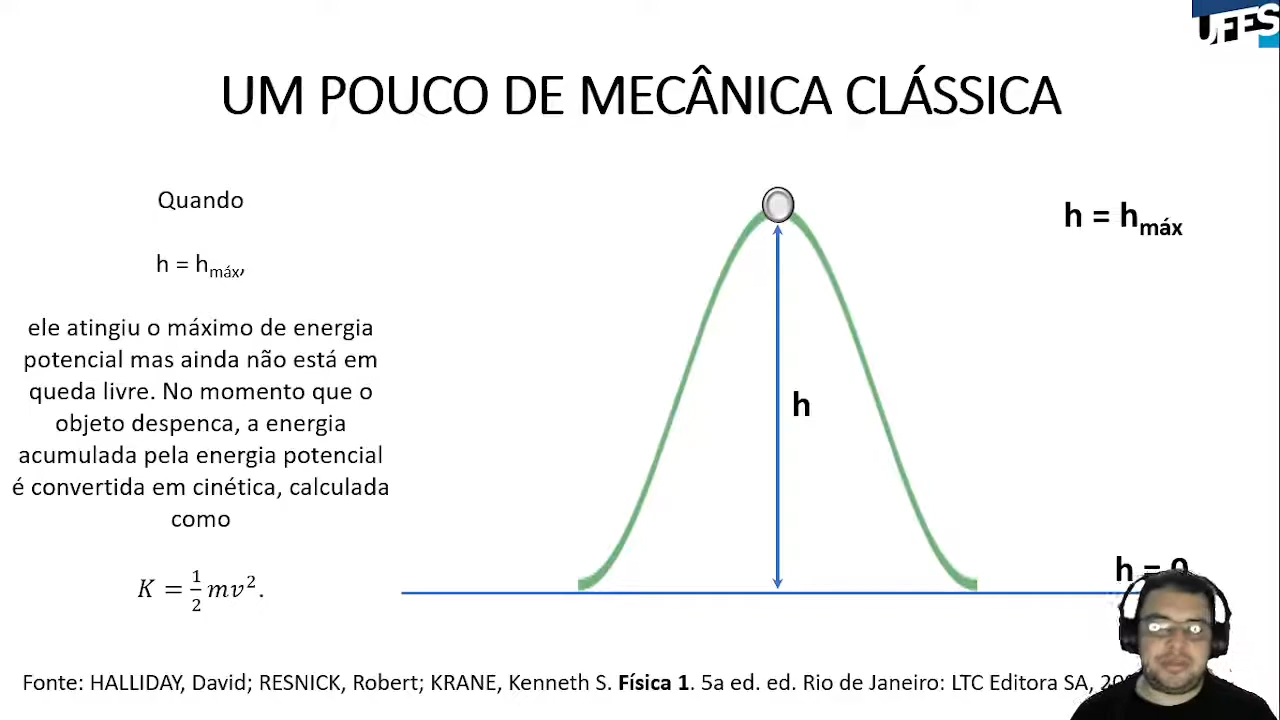 UFES
UM POUCO DE MECÂNICA CLÁSSICA
Quando
h = hmáx,
ele atingiu o máximo de energia
potencial mas ainda não está em
queda livre. No momento que o
objeto despenca, a energia
acumulada pela energia potencial
é convertida em cinética, calculada
como
K = 1/2 mv².
h = hmáx
h
h = 0
Fonte: HALLIDAY, David; RESNICK, Robert; KRANE, Kenneth S. Física 1. 5a ed. ed. Rio de Janeiro: LTC Editora SA,